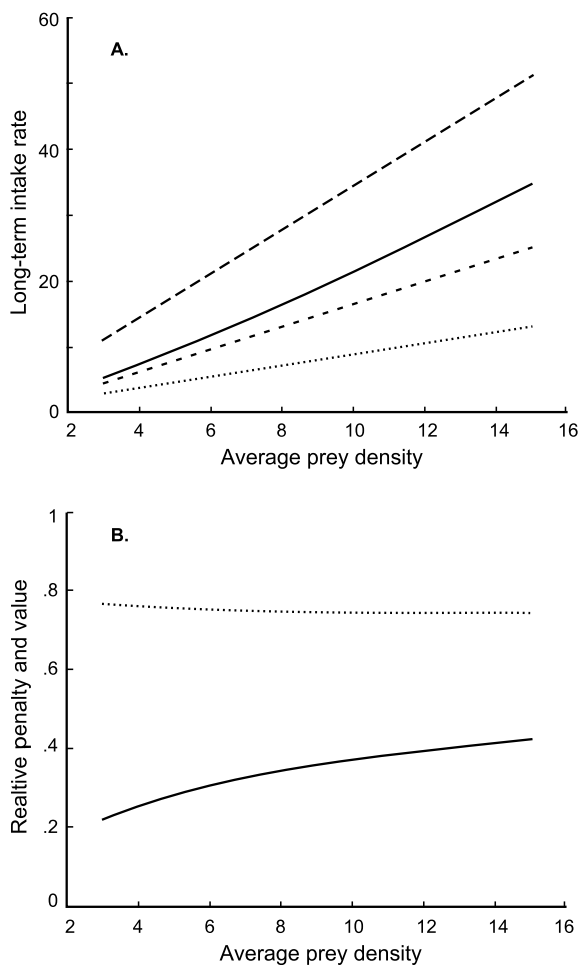 60
A.
40
20
0
2 4 6 8 10 12 14 16
Average prey density
Long-term intake rate
1
B.
.8
.6
.4
.2
0
2 4 6 8 10 12 14 16
Average prey density
Realtive penalty and value